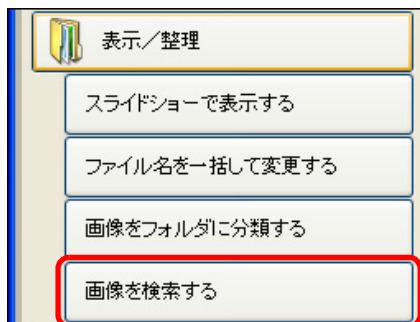 表示／整理
スライドショーで表示する
ファイル名を一括して変更する
画像をフォルダに分類する
画像を検索する